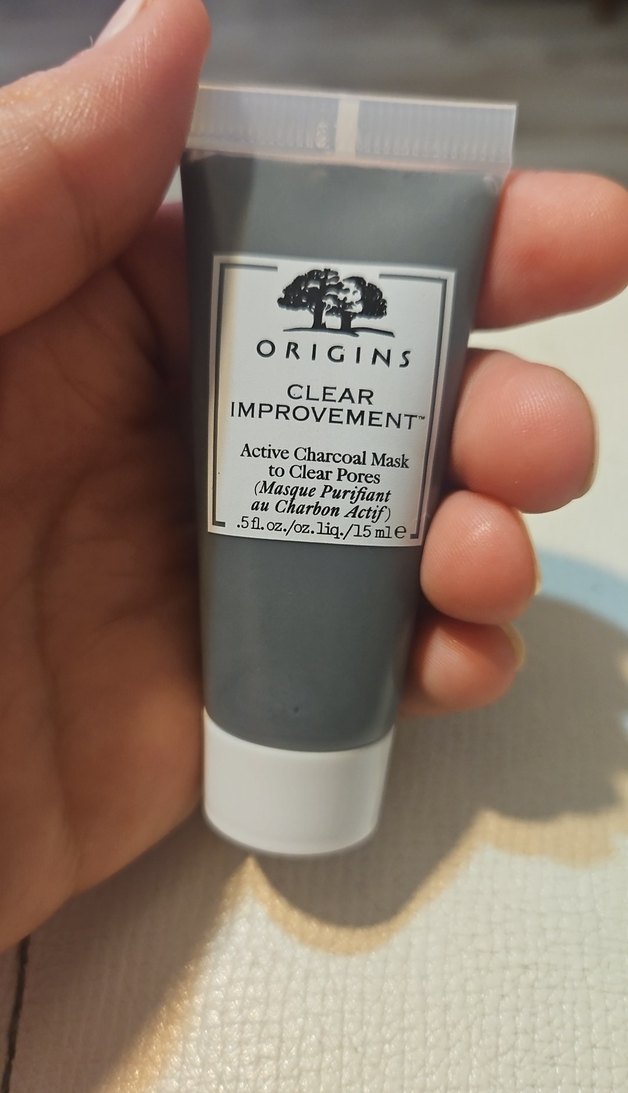 ORIGINS
CLEAR
IMPROVEMENT™
Active Charcoal Mask
to Clear Pores
(Masque Purifiant
au Charbon Actif)
.5 fl. oz./oz. liq./15 ml e